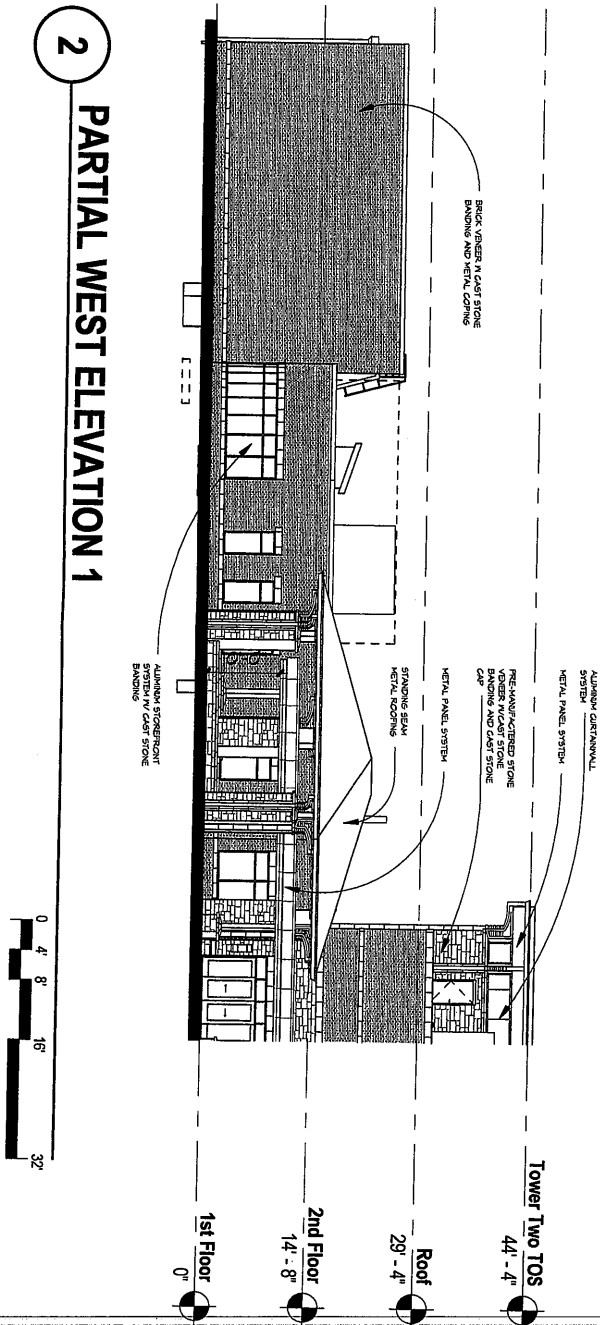 ALUMINUM CURTAINWALL
SYSTEM
METAL PANEL SYSTEM
PRE-MANUFACTURED STONE
VENEER W/CAST STONE
BANDING AND CAST STONE
CAP
METAL PANEL SYSTEM
STANDING SEAM
METAL ROOFING
BRICK VENEER W CAST STONE
BANDING AND METAL COPING
ALUMINUM STOREFRONT
SYSTEM W/ CAST STONE
BANDING
Tower Two TOS
44' - 4"
Roof
29' - 4"
2nd Floor
14' - 8"
1st Floor
0"
2
PARTIAL WEST ELEVATION 1
0
4'
8'
16'
32'